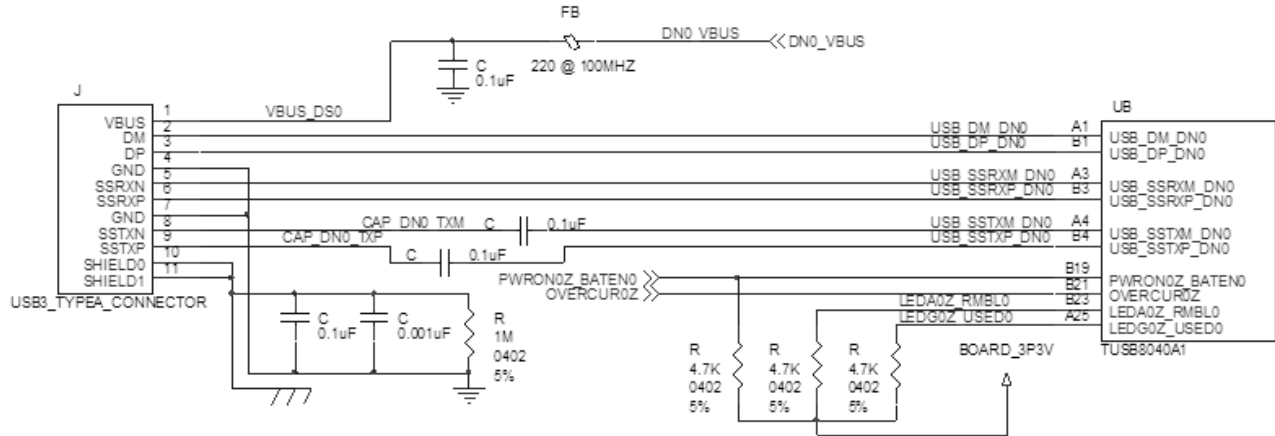 FB
DN0_VBUS
DN0_VBUS
C
0.1uF
220 @ 100MHZ
J
1
VBUS_DS0
VBUS
2
DM
3
DP
4
GND
5
SSRXN
6
SSRXP
7
GND
8
SSTXN
9
SSTXP
10
SHIELD0
11
SHIELD1
USB3_TYPEA_CONNECTOR
CAP_DN0_TXM
C
0.1uF
CAP_DN0_TXP
C
0.1uF
C
0.1uF
C
0.001uF
R
1M
0402
5%
UB
USB_DM_DN0
A1
USB_DM_DN0
USB_DP_DN0
B1
USB_DP_DN0
USB_SSRXM_DN0
A3
USB_SSRXM_DN0
USB_SSRXP_DN0
B3
USB_SSRXP_DN0
USB_SSTXM_DN0
A4
USB_SSTXM_DN0
USB_SSTXP_DN0
B4
USB_SSTXP_DN0
PWRON0Z_BATEN0
B19
PWRON0Z_BATEN0
OVERCUR0Z
B21
OVERCUR0Z
LEDA0Z_RMBL0
B23
LEDA0Z_RMBL0
LEDG0Z_USED0
A25
LEDG0Z_USED0
TUSB8040A1
R
4.7K
0402
5%
R
4.7K
0402
5%
R
4.7K
0402
5%
BOARD_3P3V